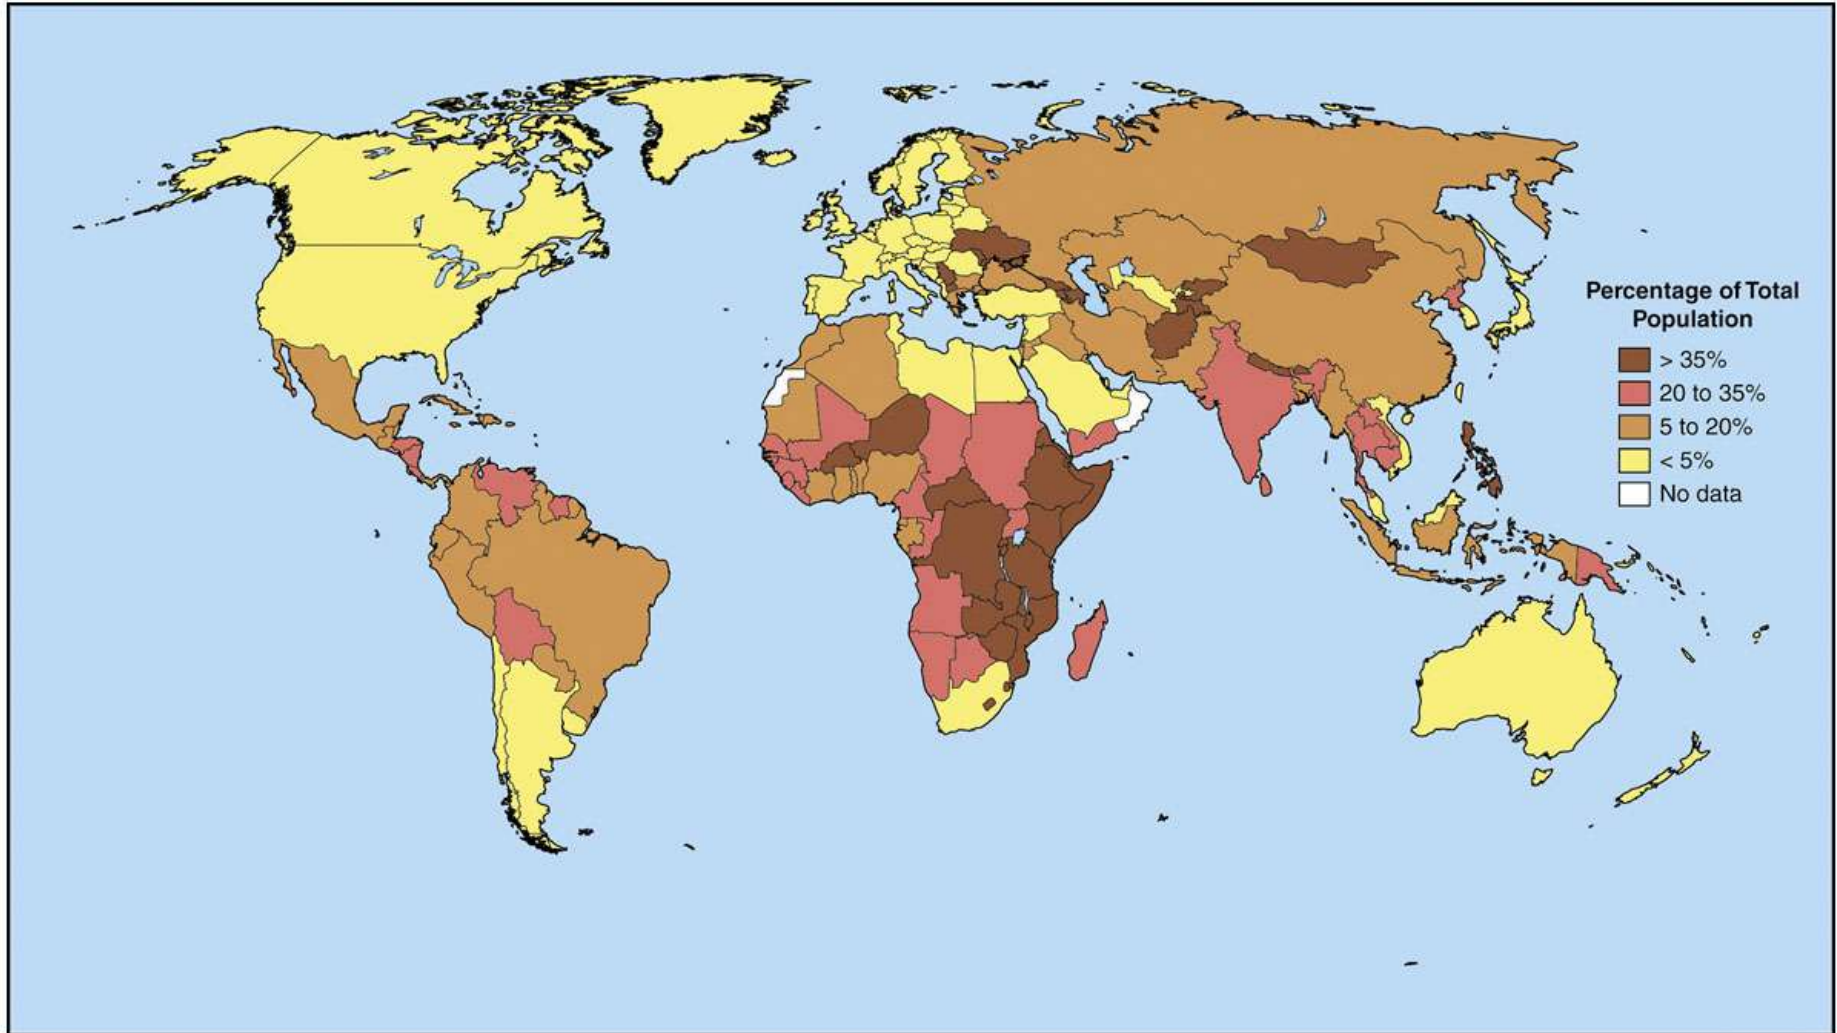 Percentage of Total
Population
> 35%
20 to 35%
5 to 20%
< 5%
No data